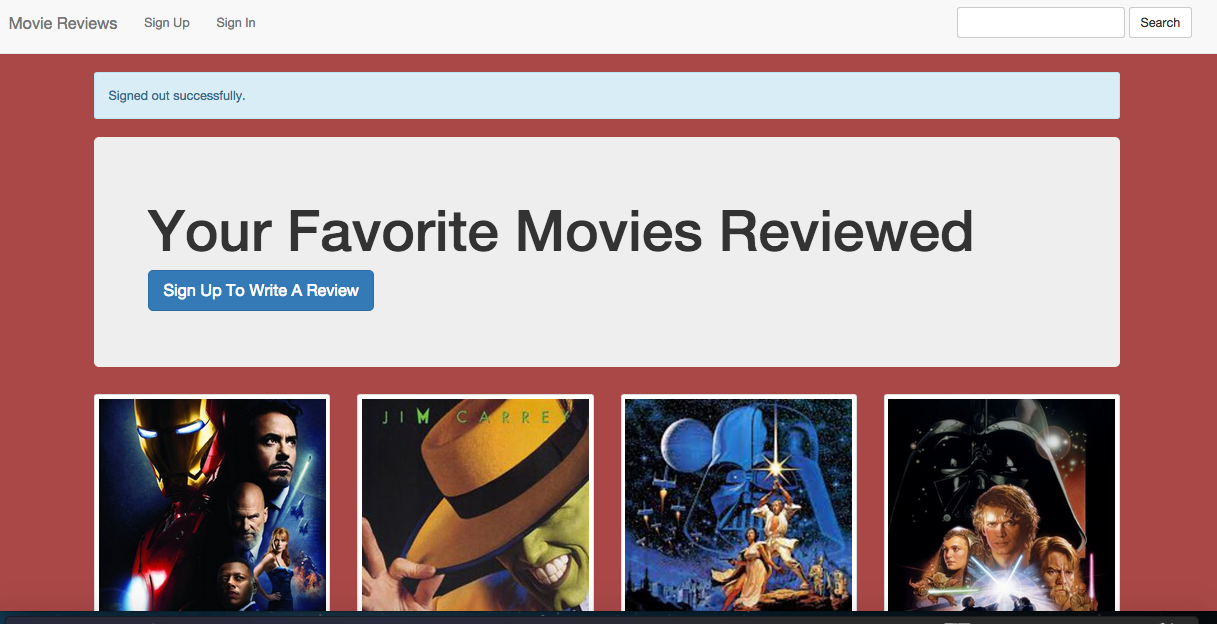 Movie Reviews Sign Up Sign In Search
Signed out successfully.
Your Favorite Movies Reviewed
Sign Up To Write A Review
JIM CARREY